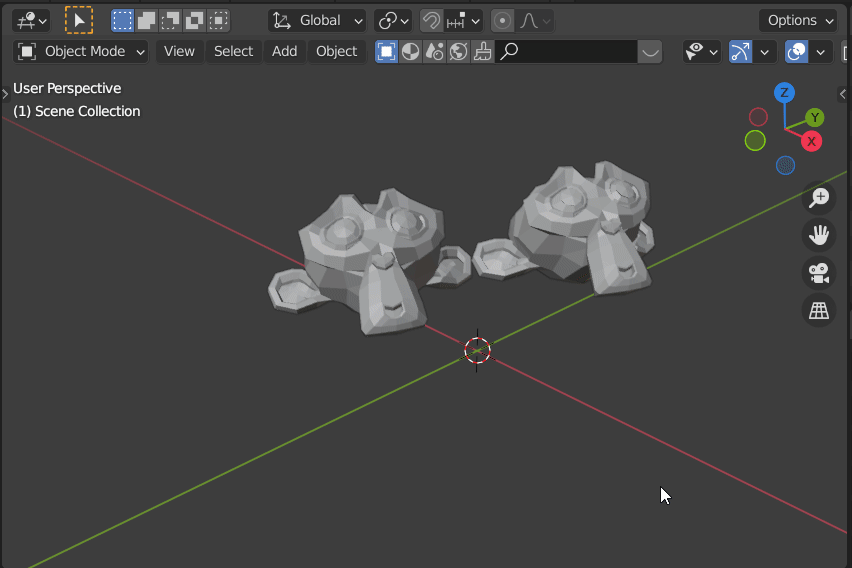 Global
Options
Object Mode
View
Select
Add
Object
User Perspective
(1) Scene Collection
Z
Y
X